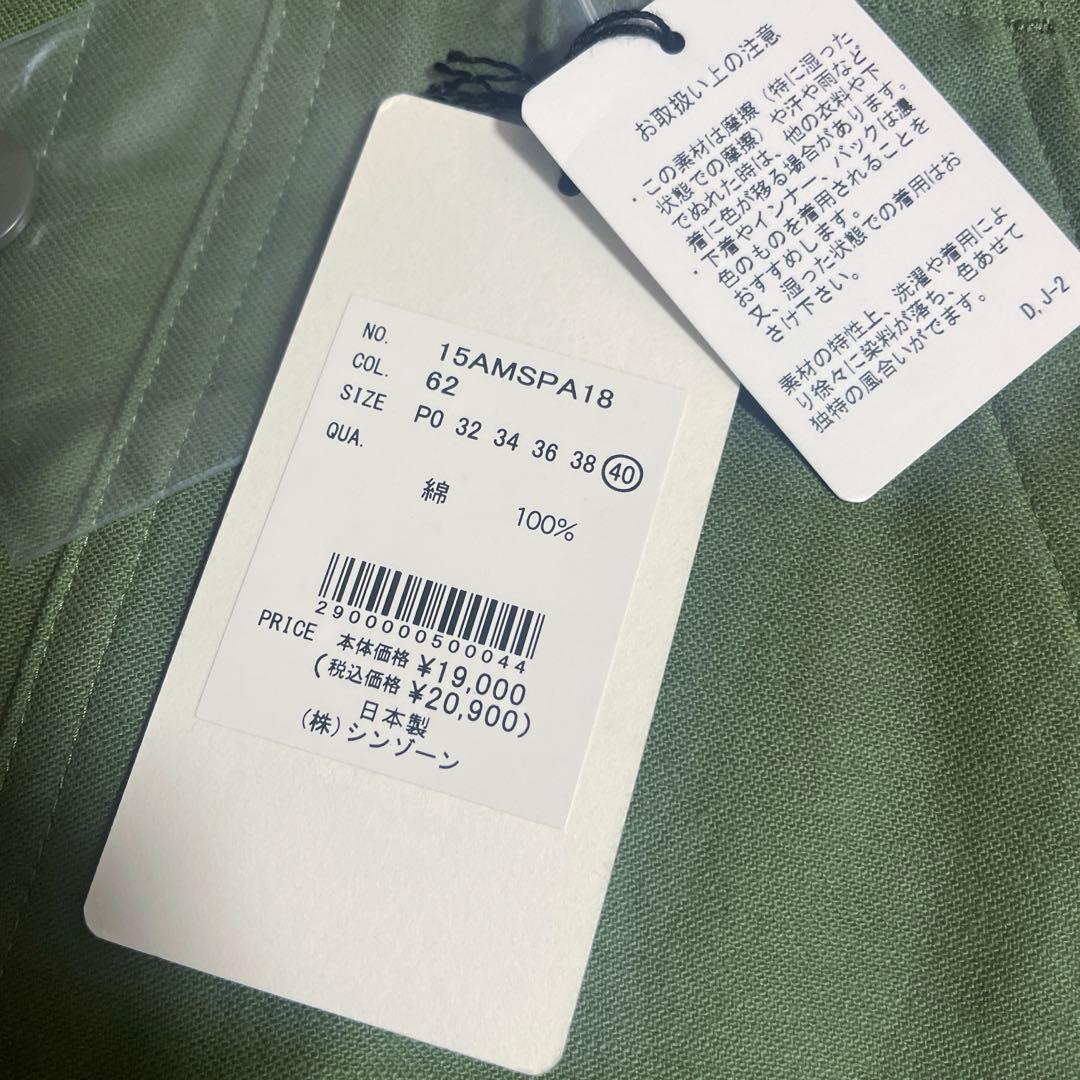 お取扱い上の注意
・この素材は摩擦（特に湿った
状態での摩擦）や汗や雨など
でぬれた時は、他の衣料や下
着に色が移る場合があります。
・下着やインナー、バックは濃
色のものを着用されることを
おすすめします。
又、湿った状態での着用はお
さけ下さい。
素材の特性上、洗濯や着用によ
り徐々に染料が落ち、色あせて
独特の風合いがでます。
D,J-2
NO. 15AMSPA18
COL. 62
SIZE P0 32 34 36 38 40
QUA.
綿 100%
2900000500044
PRICE 本体価格 ¥19,000
(税込価格 ¥20,900)
日本製
(株)シンゾーン